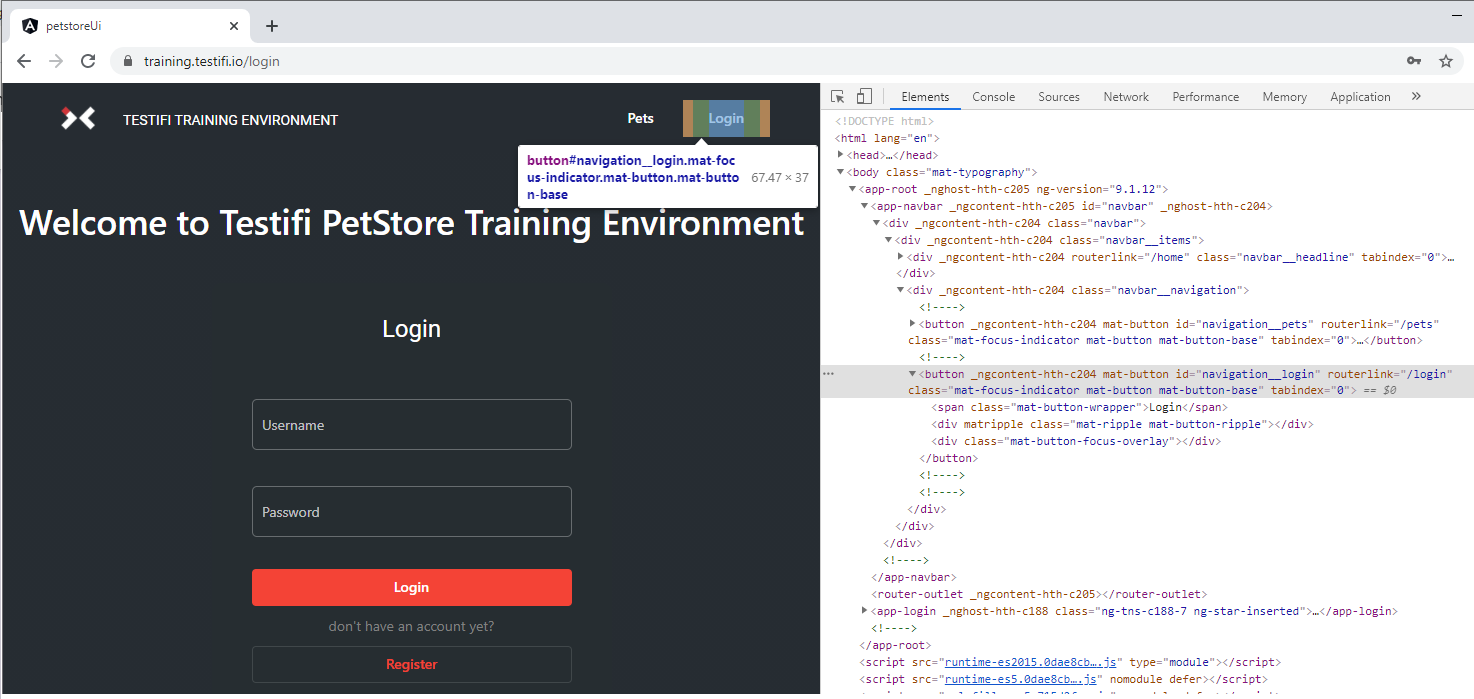 petstoreUi
training.testifi.io/login
TESTIFI TRAINING ENVIRONMENT
Pets
Login
button#navigation__login.mat-foc
us-indicator.mat-button.mat-butto
n-base
67.47 × 37
Welcome to Testifi PetStore Training Environment
Login
Username
Password
Login
don't have an account yet?
Register
Elements Console Sources Network Performance Memory Application »
<!DOCTYPE html>
<html lang="en">
<head>…</head>
<body class="mat-typography">
<app-root _nghost-hth-c205 ng-version="9.1.12">
<app-navbar _ngcontent-hth-c205 id="navbar" _nghost-hth-c204>
<div _ngcontent-hth-c204 class="navbar">
<div _ngcontent-hth-c204 class="navbar__items">
<div _ngcontent-hth-c204 routerlink="/home" class="navbar__headline" tabindex="0">…
</div>
<div _ngcontent-hth-c204 class="navbar__navigation">
<!---->
<button _ngcontent-hth-c204 mat-button id="navigation__pets" routerlink="/pets"
class="mat-focus-indicator mat-button mat-button-base" tabindex="0">…</button>
<!---->
<button _ngcontent-hth-c204 mat-button id="navigation__login" routerlink="/login"
class="mat-focus-indicator mat-button mat-button-base" tabindex="0"> == $0
<span class="mat-button-wrapper">Login</span>
<div matripple class="mat-ripple mat-button-ripple"></div>
<div class="mat-button-focus-overlay"></div>
</button>
<!---->
<!---->
</div>
</div>
</div>
<!---->
</app-navbar>
<router-outlet _ngcontent-hth-c205></router-outlet>
<app-login _nghost-hth-c188 class="ng-tns-c188-7 ng-star-inserted">…</app-login>
<!---->
</app-root>
<script src="runtime-es2015.0dae8cb….js" type="module"></script>
<script src="runtime-es5.0dae8cb….js" nomodule defer></script>